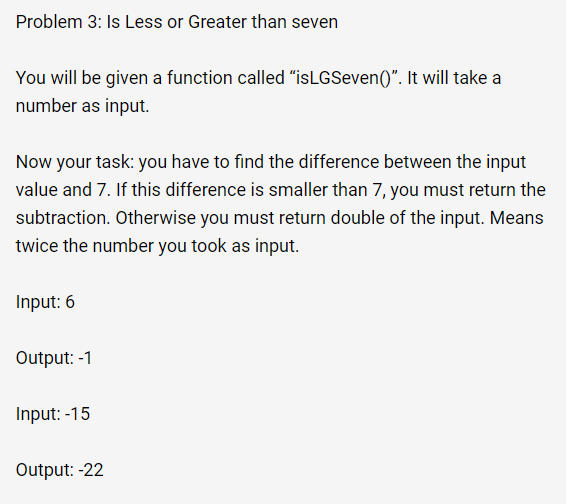 Problem 3: Is Less or Greater than seven
You will be given a function called “isLGSeven()”. It will take a
number as input.
Now your task: you have to find the difference between the input
value and 7. If this difference is smaller than 7, you must return the
subtraction. Otherwise you must return double of the input. Means
twice the number you took as input.
Input: 6
Output: -1
Input: -15
Output: -22